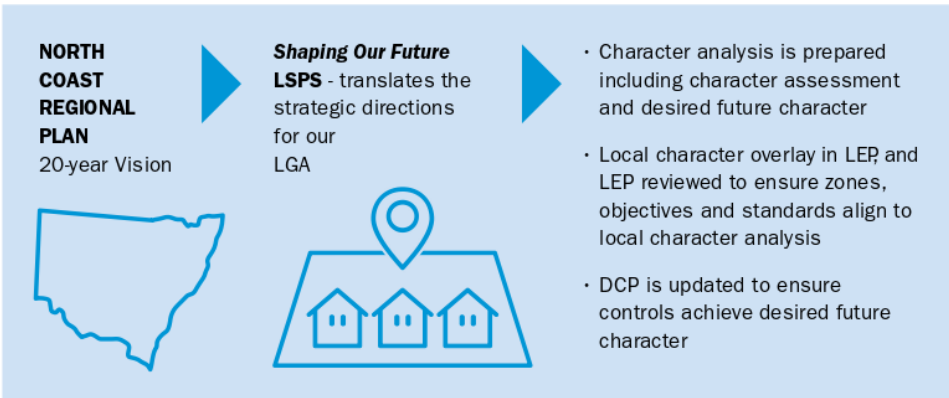 NORTH
COAST
REGIONAL
PLAN
20-year Vision
Shaping Our Future
LSPS - translates the
strategic directions
for our
LGA
· Character analysis is prepared
including character assessment
and desired future character
· Local character overlay in LEP, and
LEP reviewed to ensure zones,
objectives and standards align to
local character analysis
· DCP is updated to ensure
controls achieve desired future
character